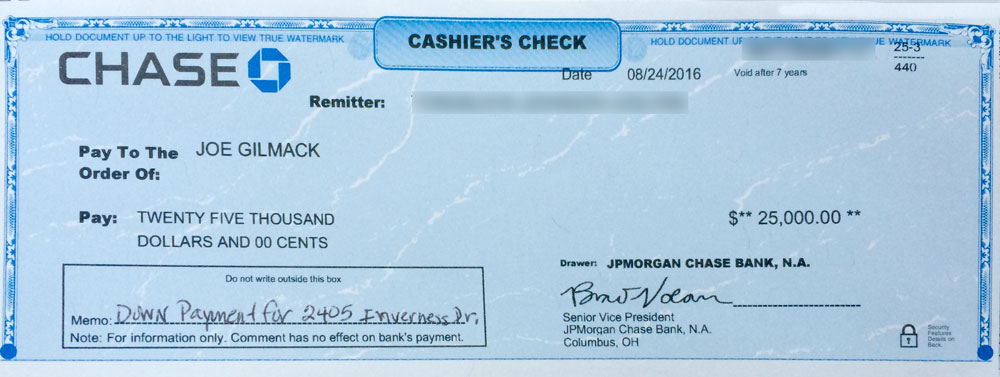 HOLD DOCUMENT UP TO THE LIGHT TO VIEW TRUE WATERMARK
CASHIER'S CHECK
HOLD DOCUMENT UP UE WATERMARK
CHASE
25-3
440
Date 08/24/2016 Void after 7 years
Remitter:
Pay To The
Order Of:
JOE GILMACK
Pay: TWENTY FIVE THOUSAND
DOLLARS AND 00 CENTS
$** 25,000.00 **
Do not write outside this box
Memo: Down Payment for 2405 Inverness Dr.
Note: For information only. Comment has no effect on bank's payment.
Drawer: JPMORGAN CHASE BANK, N.A.
Senior Vice President
JPMorgan Chase Bank, N.A.
Columbus, OH
Security
Features
Details on
Back.